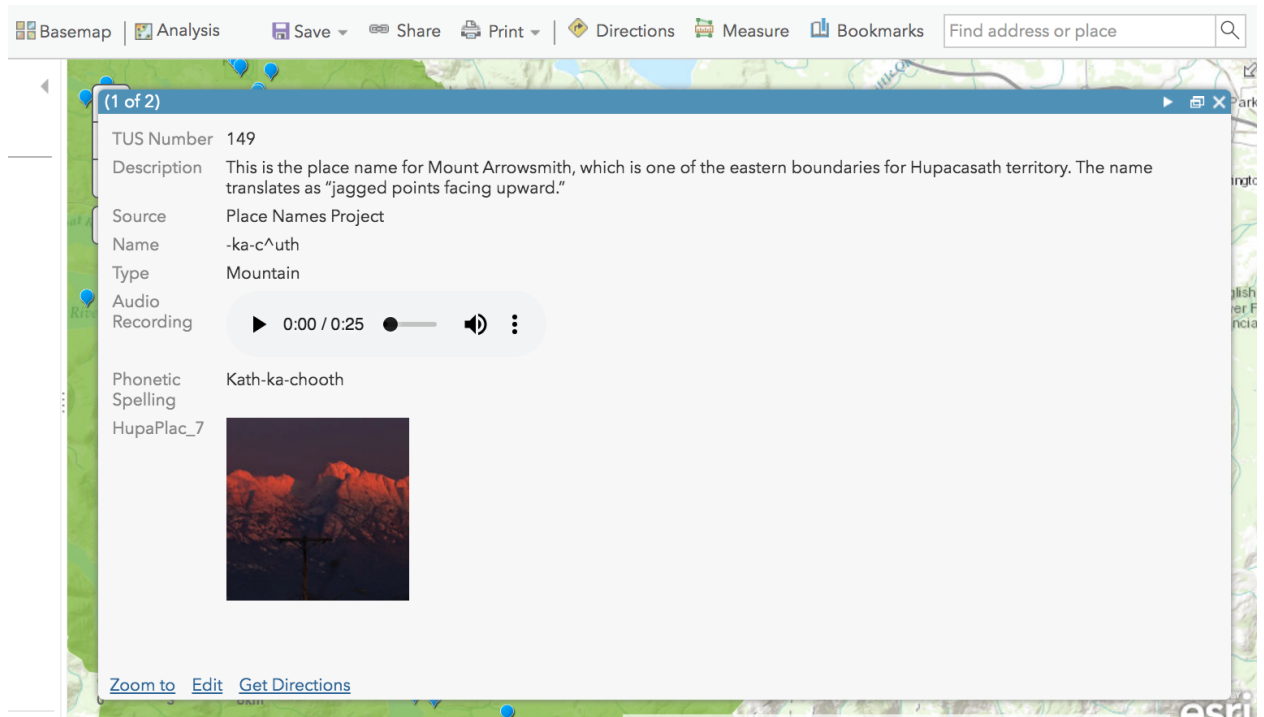 Basemap Analysis Save Share Print Directions Measure Bookmarks Find address or place
(1 of 2)
TUS Number 149
Description This is the place name for Mount Arrowsmith, which is one of the eastern boundaries for Hupacasath territory. The name
translates as “jagged points facing upward.”
Source Place Names Project
Name -ka-c^uth
Type Mountain
Audio
Recording
0:00 / 0:25
Phonetic
Spelling
Kath-ka-chooth
HupaPlac_7
Zoom to Edit Get Directions
esri